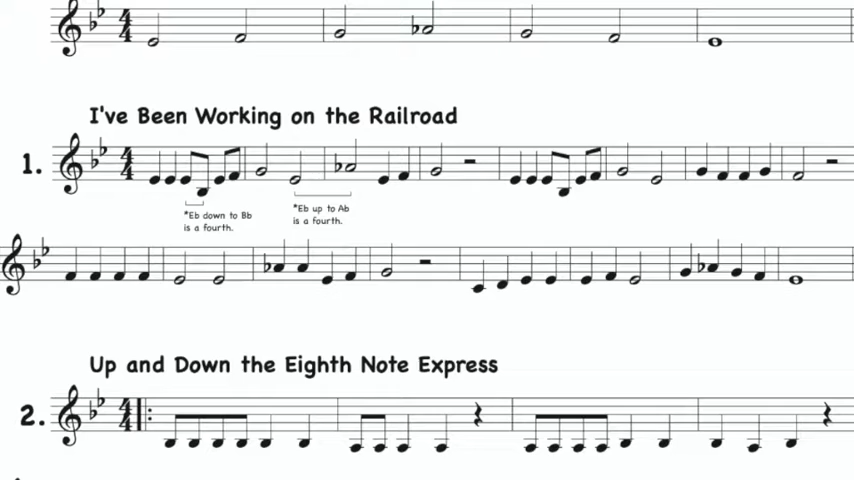 I've Been Working on the Railroad
1.
*Eb down to Bb
is a fourth.
*Eb up to Ab
is a fourth.
Up and Down the Eighth Note Express
2.